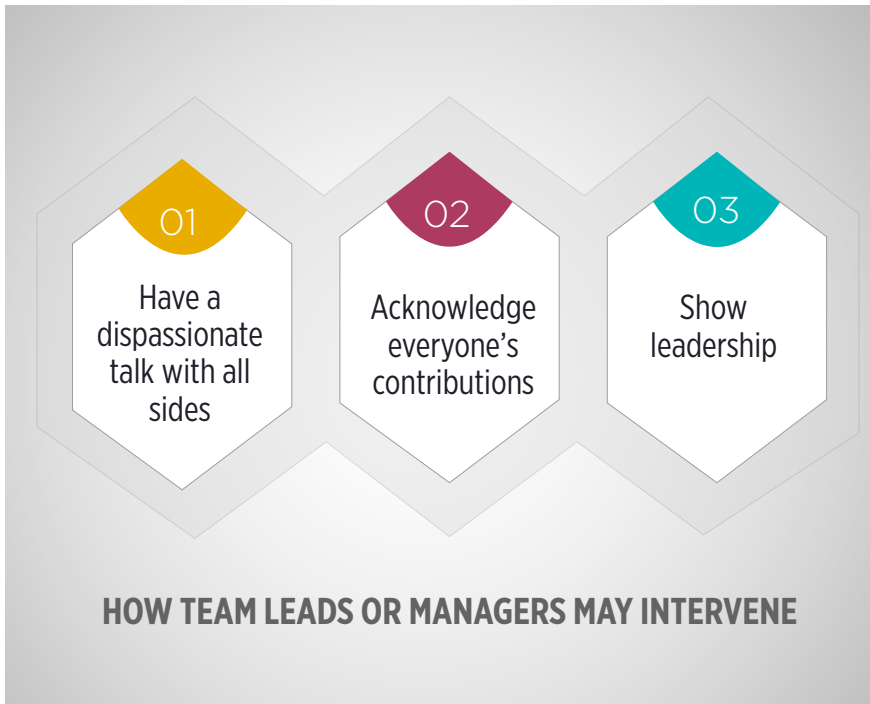 01
Have a
dispassionate
talk with all
sides
02
Acknowledge
everyone’s
contributions
03
Show
leadership
HOW TEAM LEADS OR MANAGERS MAY INTERVENE